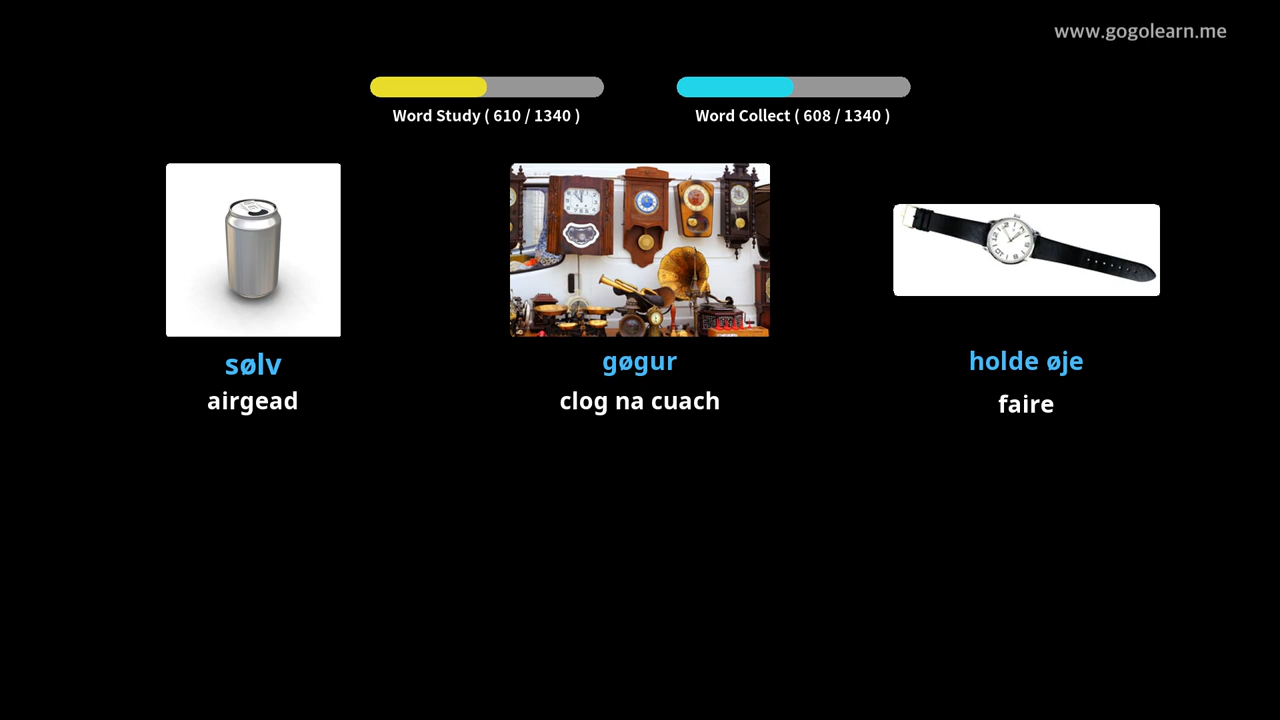 www.gogolearn.me
Word Study ( 610 / 1340 )
Word Collect ( 608 / 1340 )
sølv
airgead
gøgur
clog na cuach
holde øje
faire